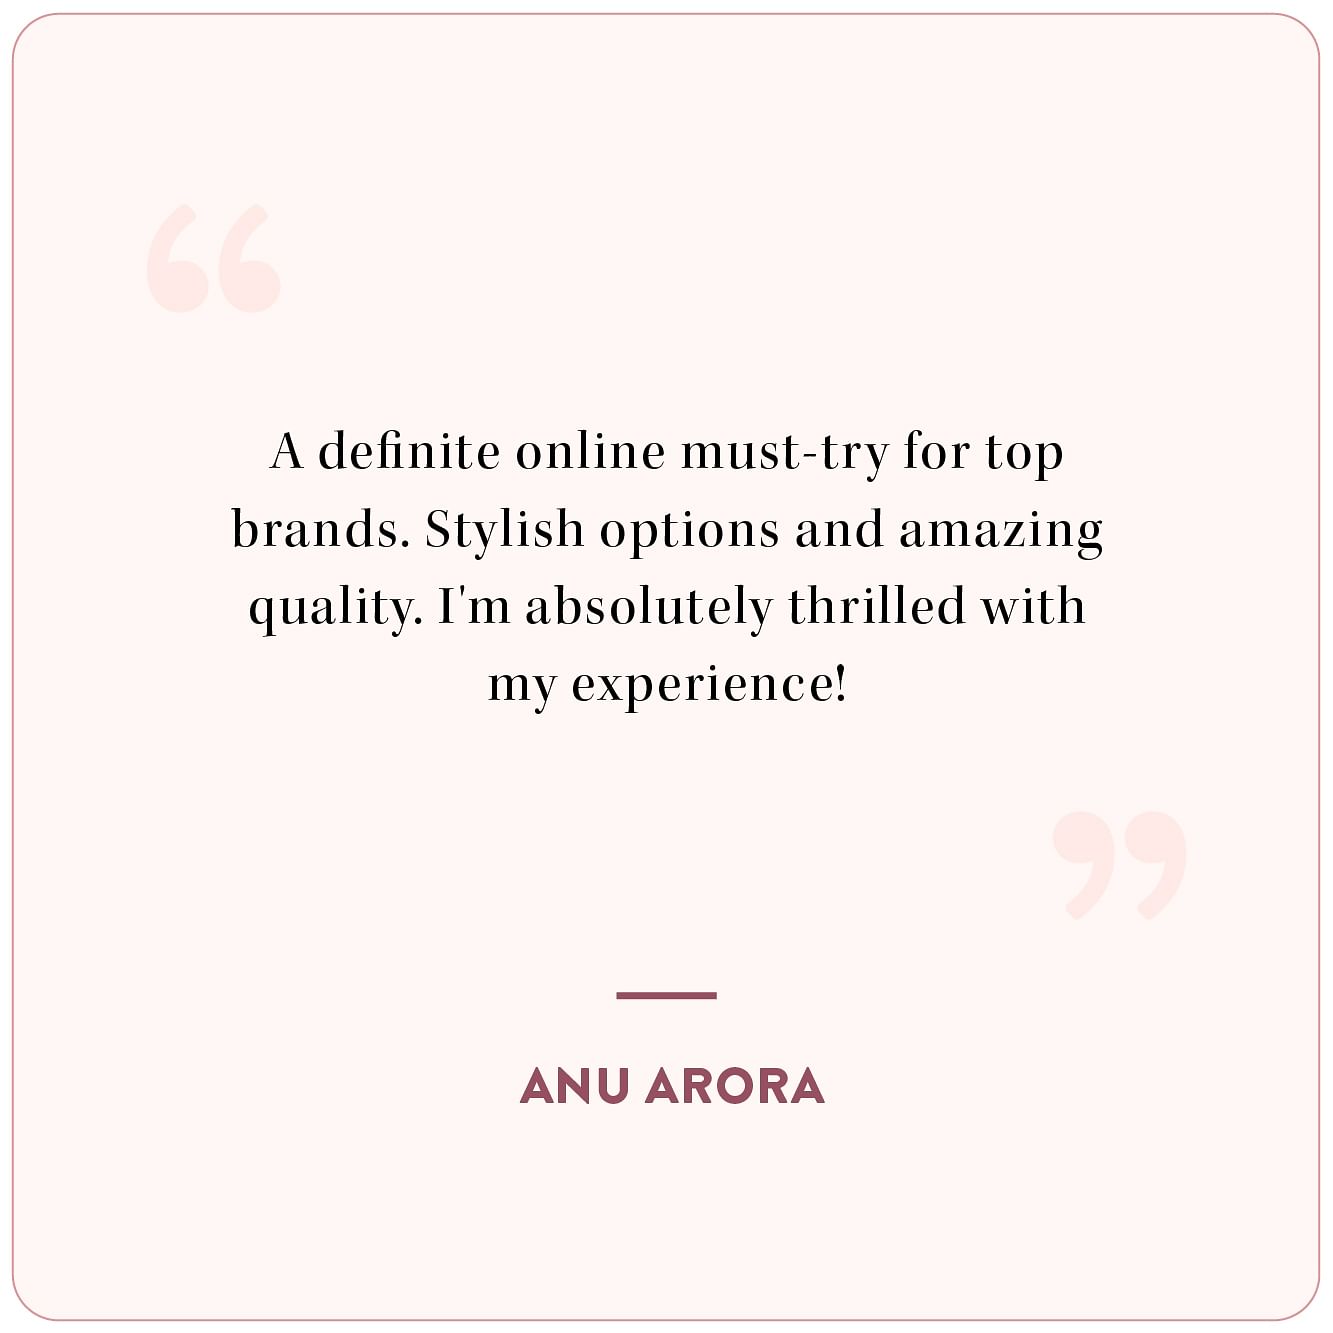 “
A definite online must-try for top
brands. Stylish options and amazing
quality. I'm absolutely thrilled with
my experience!
”
ANU ARORA